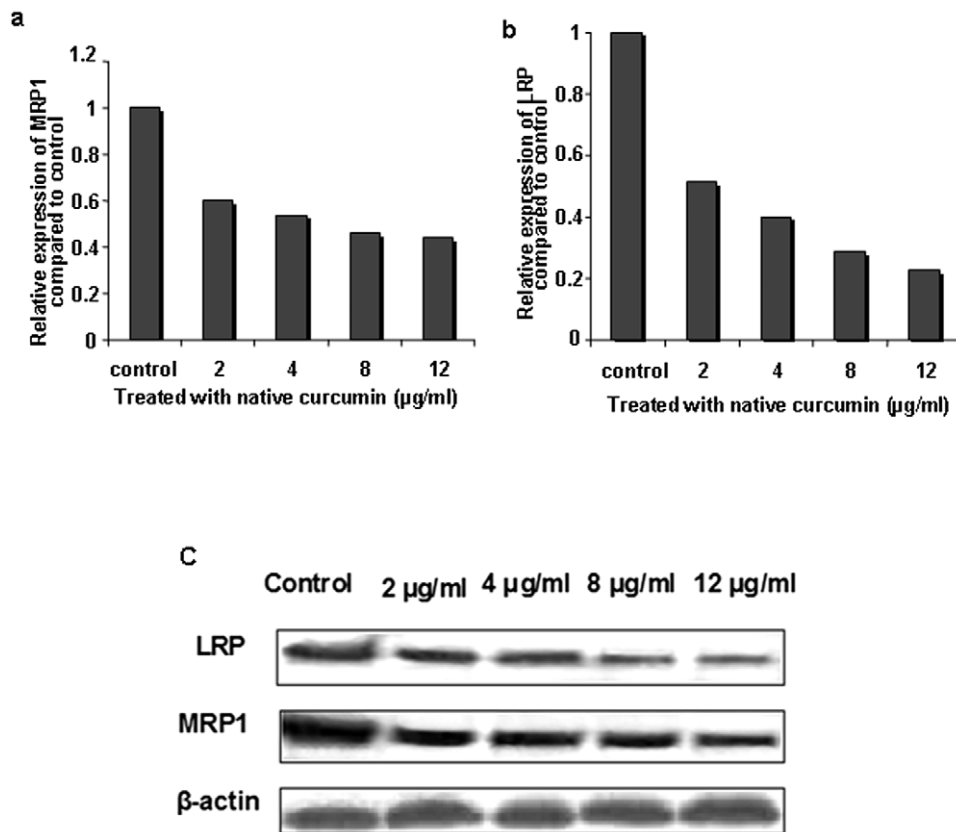 a
Relative expression of MRP1
compared to control
1.2
1
0.8
0.6
0.4
0.2
0
control 2 4 8 12
Treated with native curcumin (µg/ml)
b
Relative expression of LRP
compared to control
1
0.8
0.6
0.4
0.2
0
control 2 4 8 12
Treated with native curcumin (µg/ml)
C
Control 2 µg/ml 4 µg/ml 8 µg/ml 12 µg/ml
LRP
MRP1
β-actin